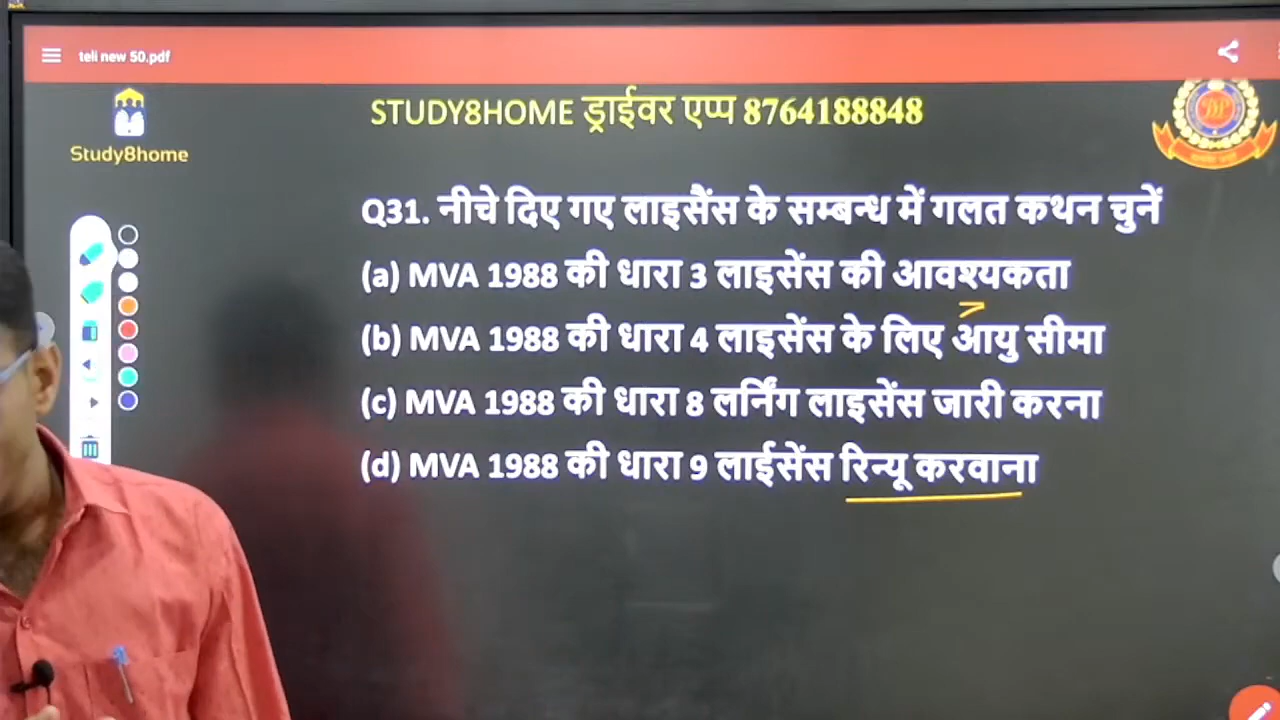 teli new 50.pdf
STUDY8HOME ड्राईवर एप्प 8764188848
Study8home
Q31. नीचे दिए गए लाइसैंस के सम्बन्ध में गलत कथन चुनें
(a) MVA 1988 की धारा 3 लाइसेंस की आवश्यकता
(b) MVA 1988 की धारा 4 लाइसेंस के लिए आयु सीमा
(c) MVA 1988 की धारा 8 लर्निंग लाइसेंस जारी करना
(d) MVA 1988 की धारा 9 लाईसेंस रिन्यू करवाना